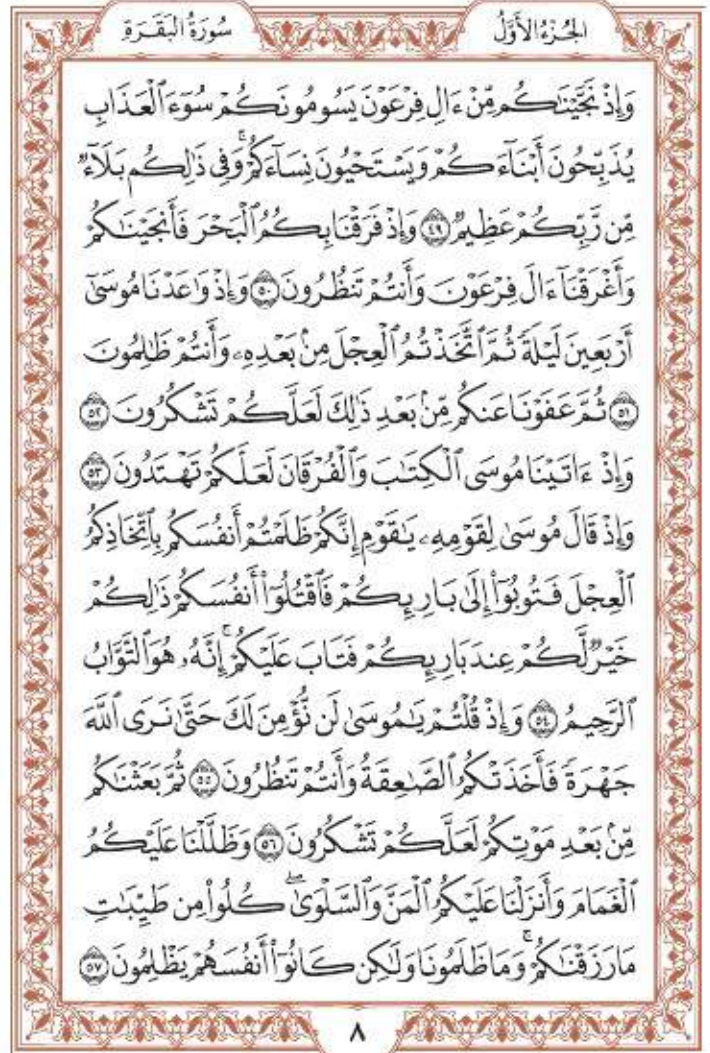 الجُزْءُ الأَوَّلُ
سُورَةُ البَقَرَةِ
وَإِذْ نَجَّيْنَٰكُم مِّنْ ءَالِ فِرْعَوْنَ يَسُومُونَكُمْ سُوٓءَ ٱلْعَذَابِ
يُذَبِّحُونَ أَبْنَآءَكُمْ وَيَسْتَحْيُونَ نِسَآءَكُمْ ۚ وَفِى ذَٰلِكُم بَلَآءٌ
مِّن رَّبِّكُمْ عَظِيمٌ ٤٩ وَإِذْ فَرَقْنَا بِكُمُ ٱلْبَحْرَ فَأَنجَيْنَٰكُمْ
وَأَغْرَقْنَآ ءَالَ فِرْعَوْنَ وَأَنتُمْ تَنظُرُونَ ٥٠ وَإِذْ وَٰعَدْنَا مُوسَىٰٓ
أَرْبَعِينَ لَيْلَةً ثُمَّ ٱتَّخَذْتُمُ ٱلْعِجْلَ مِنۢ بَعْدِهِۦ وَأَنتُمْ ظَٰلِمُونَ
٥١ ثُمَّ عَفَوْنَا عَنكُم مِّنۢ بَعْدِ ذَٰلِكَ لَعَلَّكُمْ تَشْكُرُونَ ٥٢
وَإِذْ ءَاتَيْنَا مُوسَى ٱلْكِتَٰبَ وَٱلْفُرْقَانَ لَعَلَّكُمْ تَهْتَدُونَ ٥٣
وَإِذْ قَالَ مُوسَىٰ لِقَوْمِهِۦ يَٰقَوْمِ إِنَّكُمْ ظَلَمْتُمْ أَنفُسَكُم بِٱتِّخَاذِكُمُ
ٱلْعِجْلَ فَتُوبُوٓا۟ إِلَىٰ بَارِئِكُمْ فَٱقْتُلُوٓا۟ أَنفُسَكُمْ ذَٰلِكُمْ
خَيْرٌ لَّكُمْ عِندَ بَارِئِكُمْ فَتَابَ عَلَيْكُمْ ۚ إِنَّهُۥ هُوَ ٱلتَّوَّابُ
ٱلرَّحِيمُ ٥٤ وَإِذْ قُلْتُمْ يَٰمُوسَىٰ لَن نُّؤْمِنَ لَكَ حَتَّىٰ نَرَى ٱللَّهَ
جَهْرَةً فَأَخَذَتْكُمُ ٱلصَّٰعِقَةُ وَأَنتُمْ تَنظُرُونَ ٥٥ ثُمَّ بَعَثْنَٰكُم
مِّنۢ بَعْدِ مَوْتِكُمْ لَعَلَّكُمْ تَشْكُرُونَ ٥٦ وَظَلَّلْنَا عَلَيْكُمُ
ٱلْغَمَامَ وَأَنزَلْنَا عَلَيْكُمُ ٱلْمَنَّ وَٱلسَّلْوَىٰ ۖ كُلُوا۟ مِن طَيِّبَٰتِ
مَا رَزَقْنَٰكُمْ ۚ وَمَا ظَلَمُونَا وَلَٰكِن كَانُوٓا۟ أَنفُسَهُمْ يَظْلِمُونَ ٥٧
٨